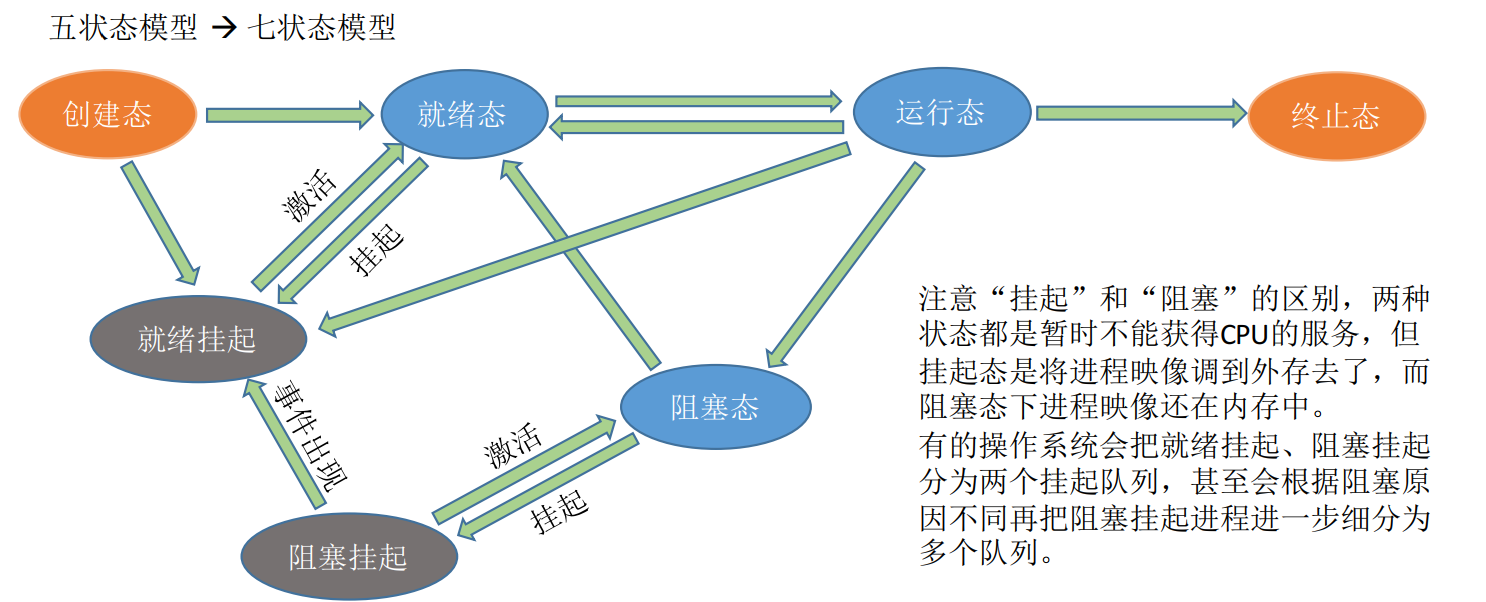 五状态模型 → 七状态模型
创建态
就绪态
运行态
终止态
激活
挂起
就绪挂起
事件出现
阻塞态
激活
挂起
阻塞挂起
注意“挂起”和“阻塞”的区别，两种
状态都是暂时不能获得CPU的服务，但
挂起态是将进程映像调到外存去了，而
阻塞态下进程映像还在内存中。
有的操作系统会把就绪挂起、阻塞挂起
分为两个挂起队列，甚至会根据阻塞原
因不同再把阻塞挂起进程进一步细分为
多个队列。